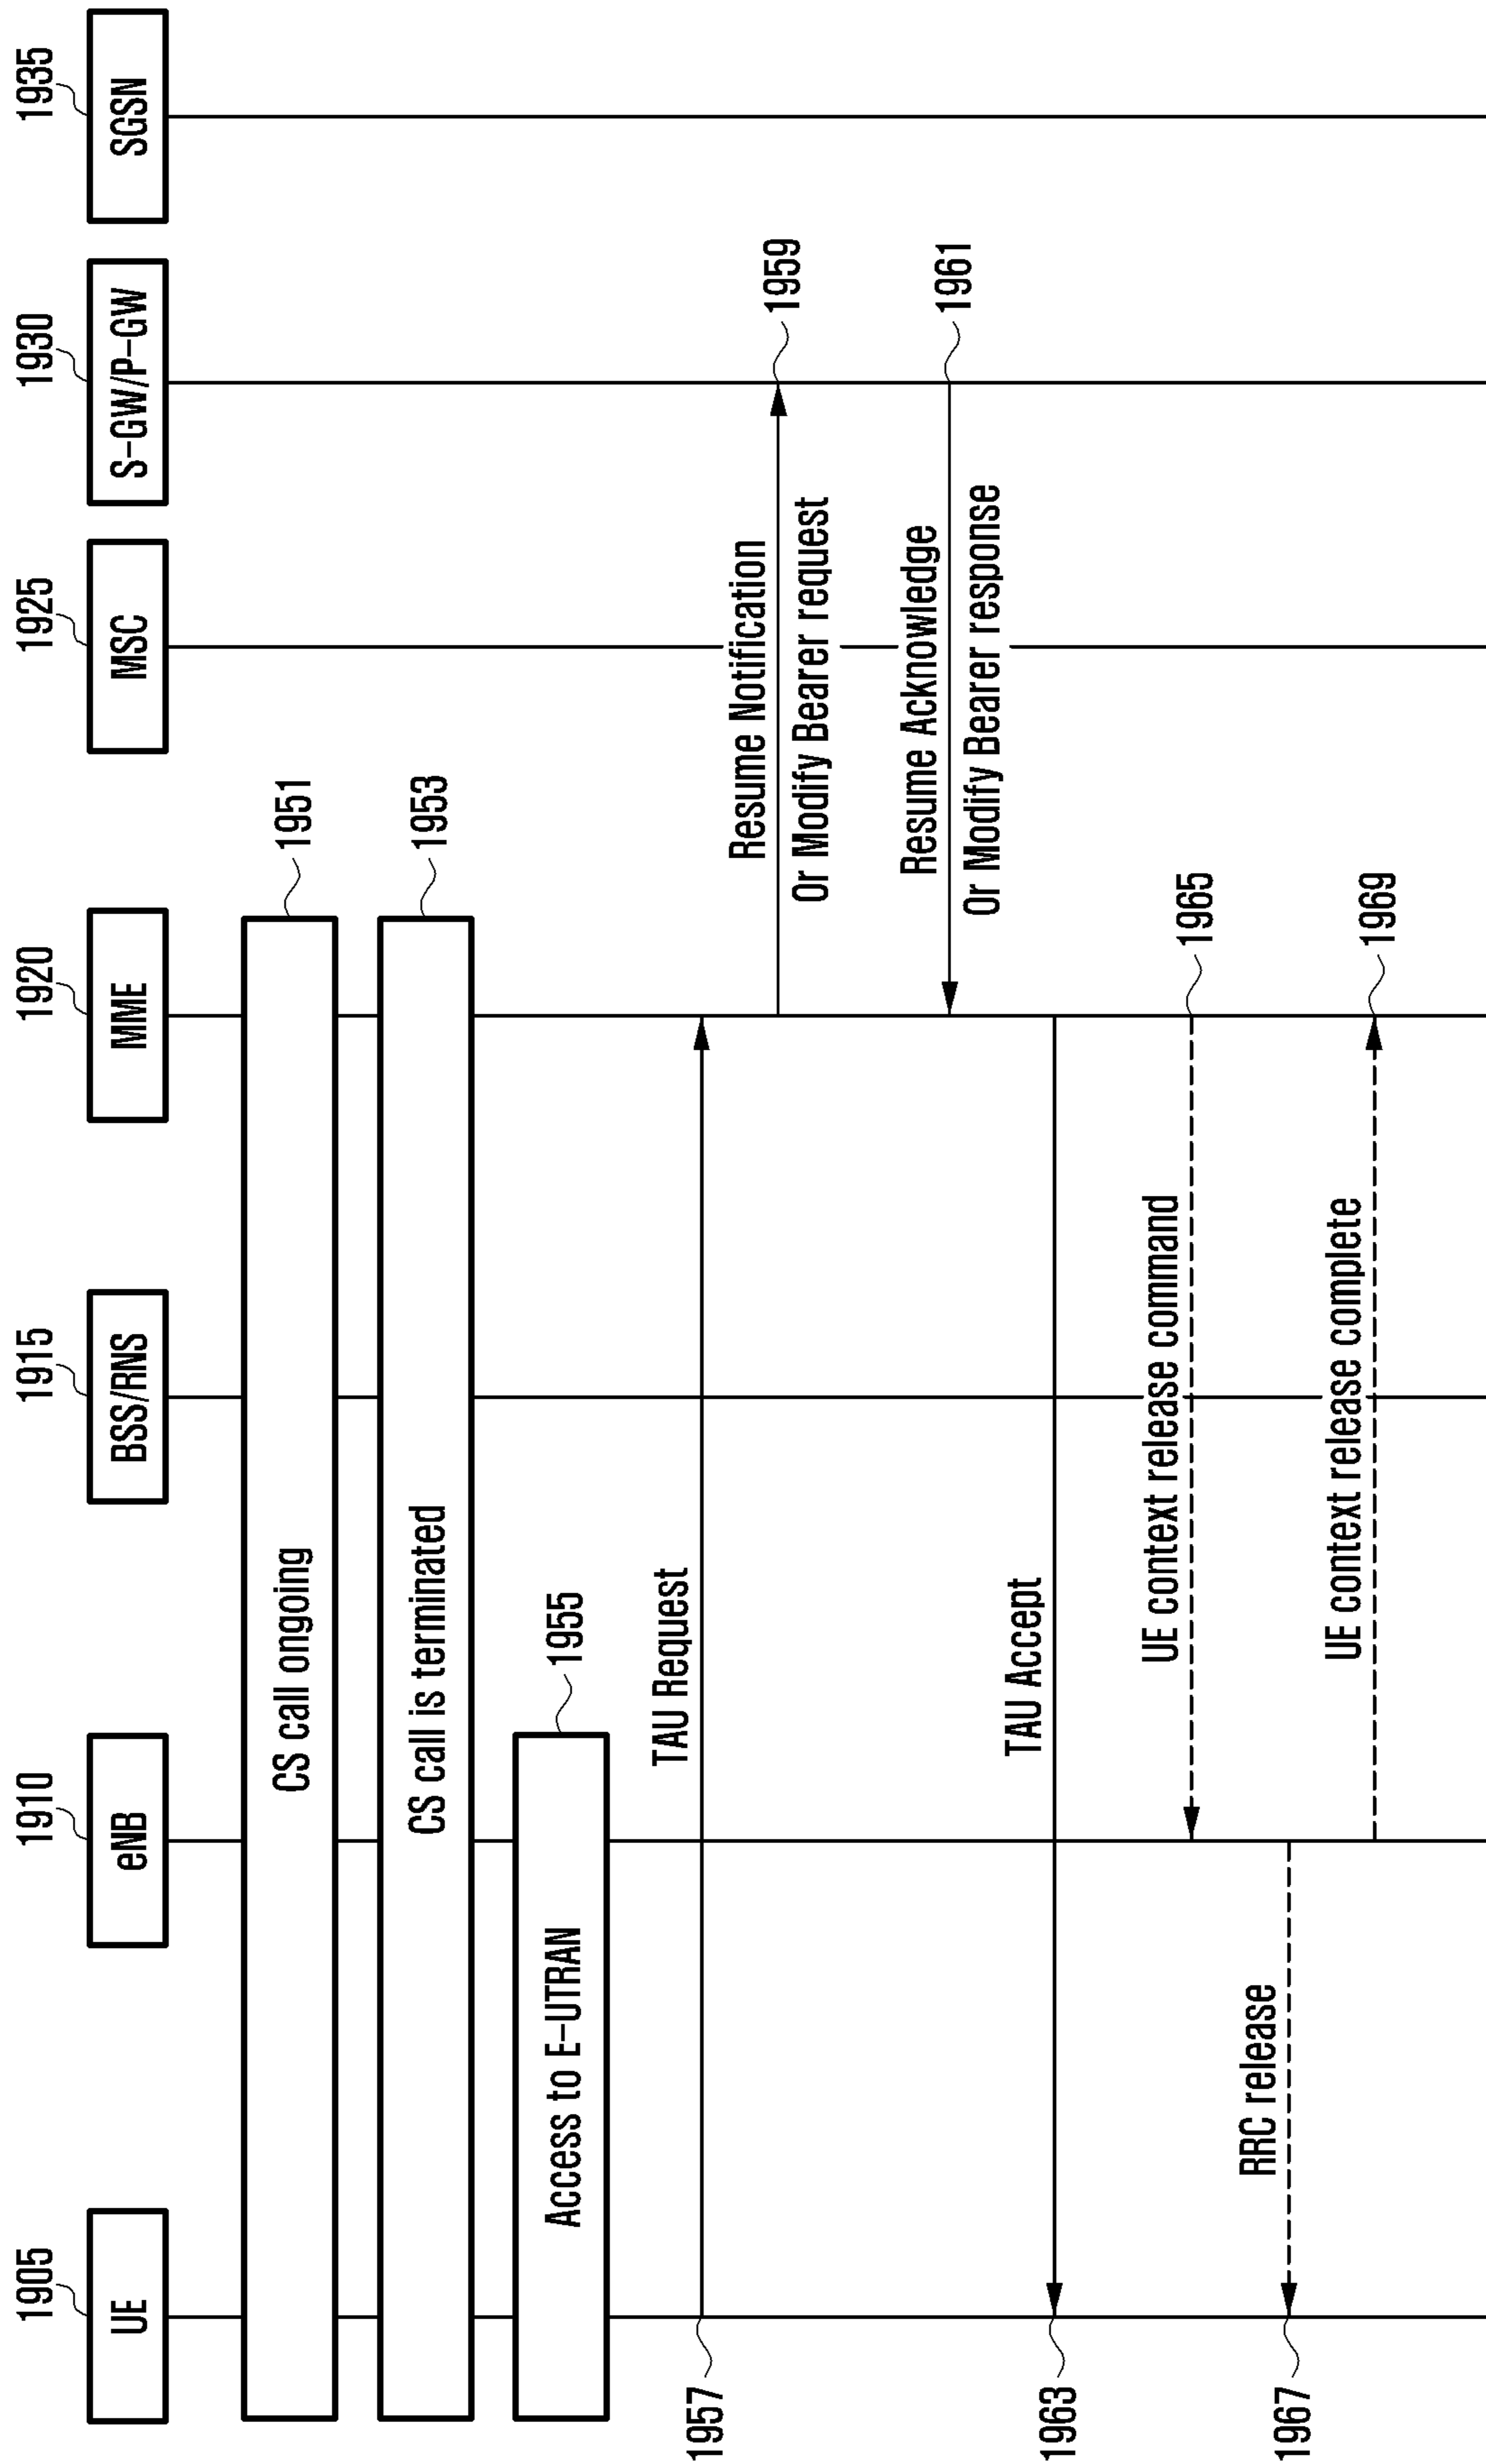 1905
1910
1915
1920
1925
1930
1935
UE
eNB
BSS/RNS
MME
MSC
S-GW/P-GW
SGSN
CS call ongoing
1951
CS call is terminated
1953
Access to E-UTRAN
1955
TAU Request
1957
Resume Notification
Or Modify Bearer request
1959
Resume Acknowledge
Or Modify Bearer response
1961
TAU Accept
1963
UE context release command
1965
RRC release
1967
UE context release complete
1969